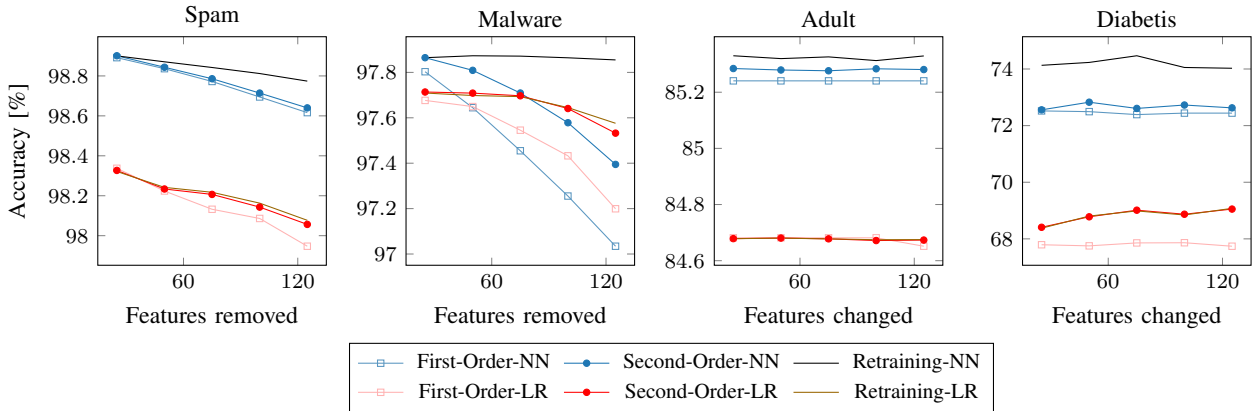 Spam
Malware
Adult
Diabetis
Accuracy [%]
98.8
98.6
98.4
98.2
98
60
120
Features removed
97.8
97.6
97.4
97.2
97
60
120
Features removed
85.2
85
84.8
84.6
60
120
Features changed
74
72
70
68
60
120
Features changed
First-Order-NN
Second-Order-NN
Retraining-NN
First-Order-LR
Second-Order-LR
Retraining-LR